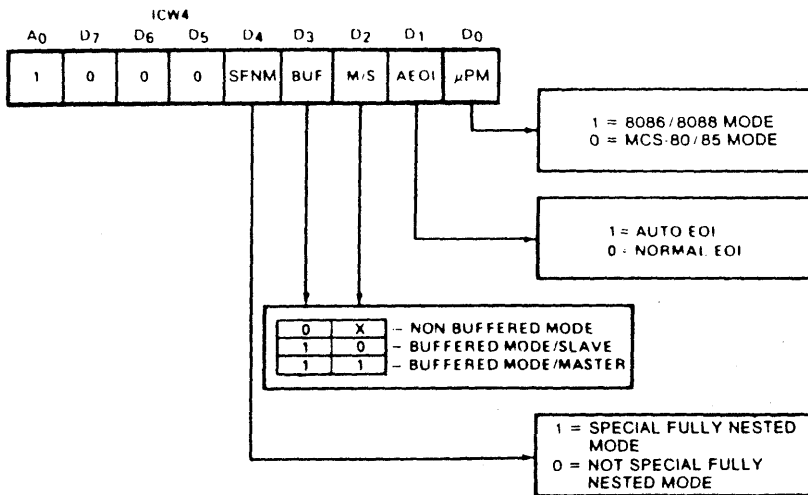 ICW4
A0 D7 D6 D5 D4 D3 D2 D1 D0
1 0 0 0 SFNM BUF M/S AEOI μPM
1 = 8086/8088 MODE
0 = MCS-80/85 MODE
1 = AUTO EOI
0 - NORMAL EOI
0 X - NON BUFFERED MODE
1 0 - BUFFERED MODE/SLAVE
1 1 - BUFFERED MODE/MASTER
1 = SPECIAL FULLY NESTED
MODE
0 = NOT SPECIAL FULLY
NESTED MODE